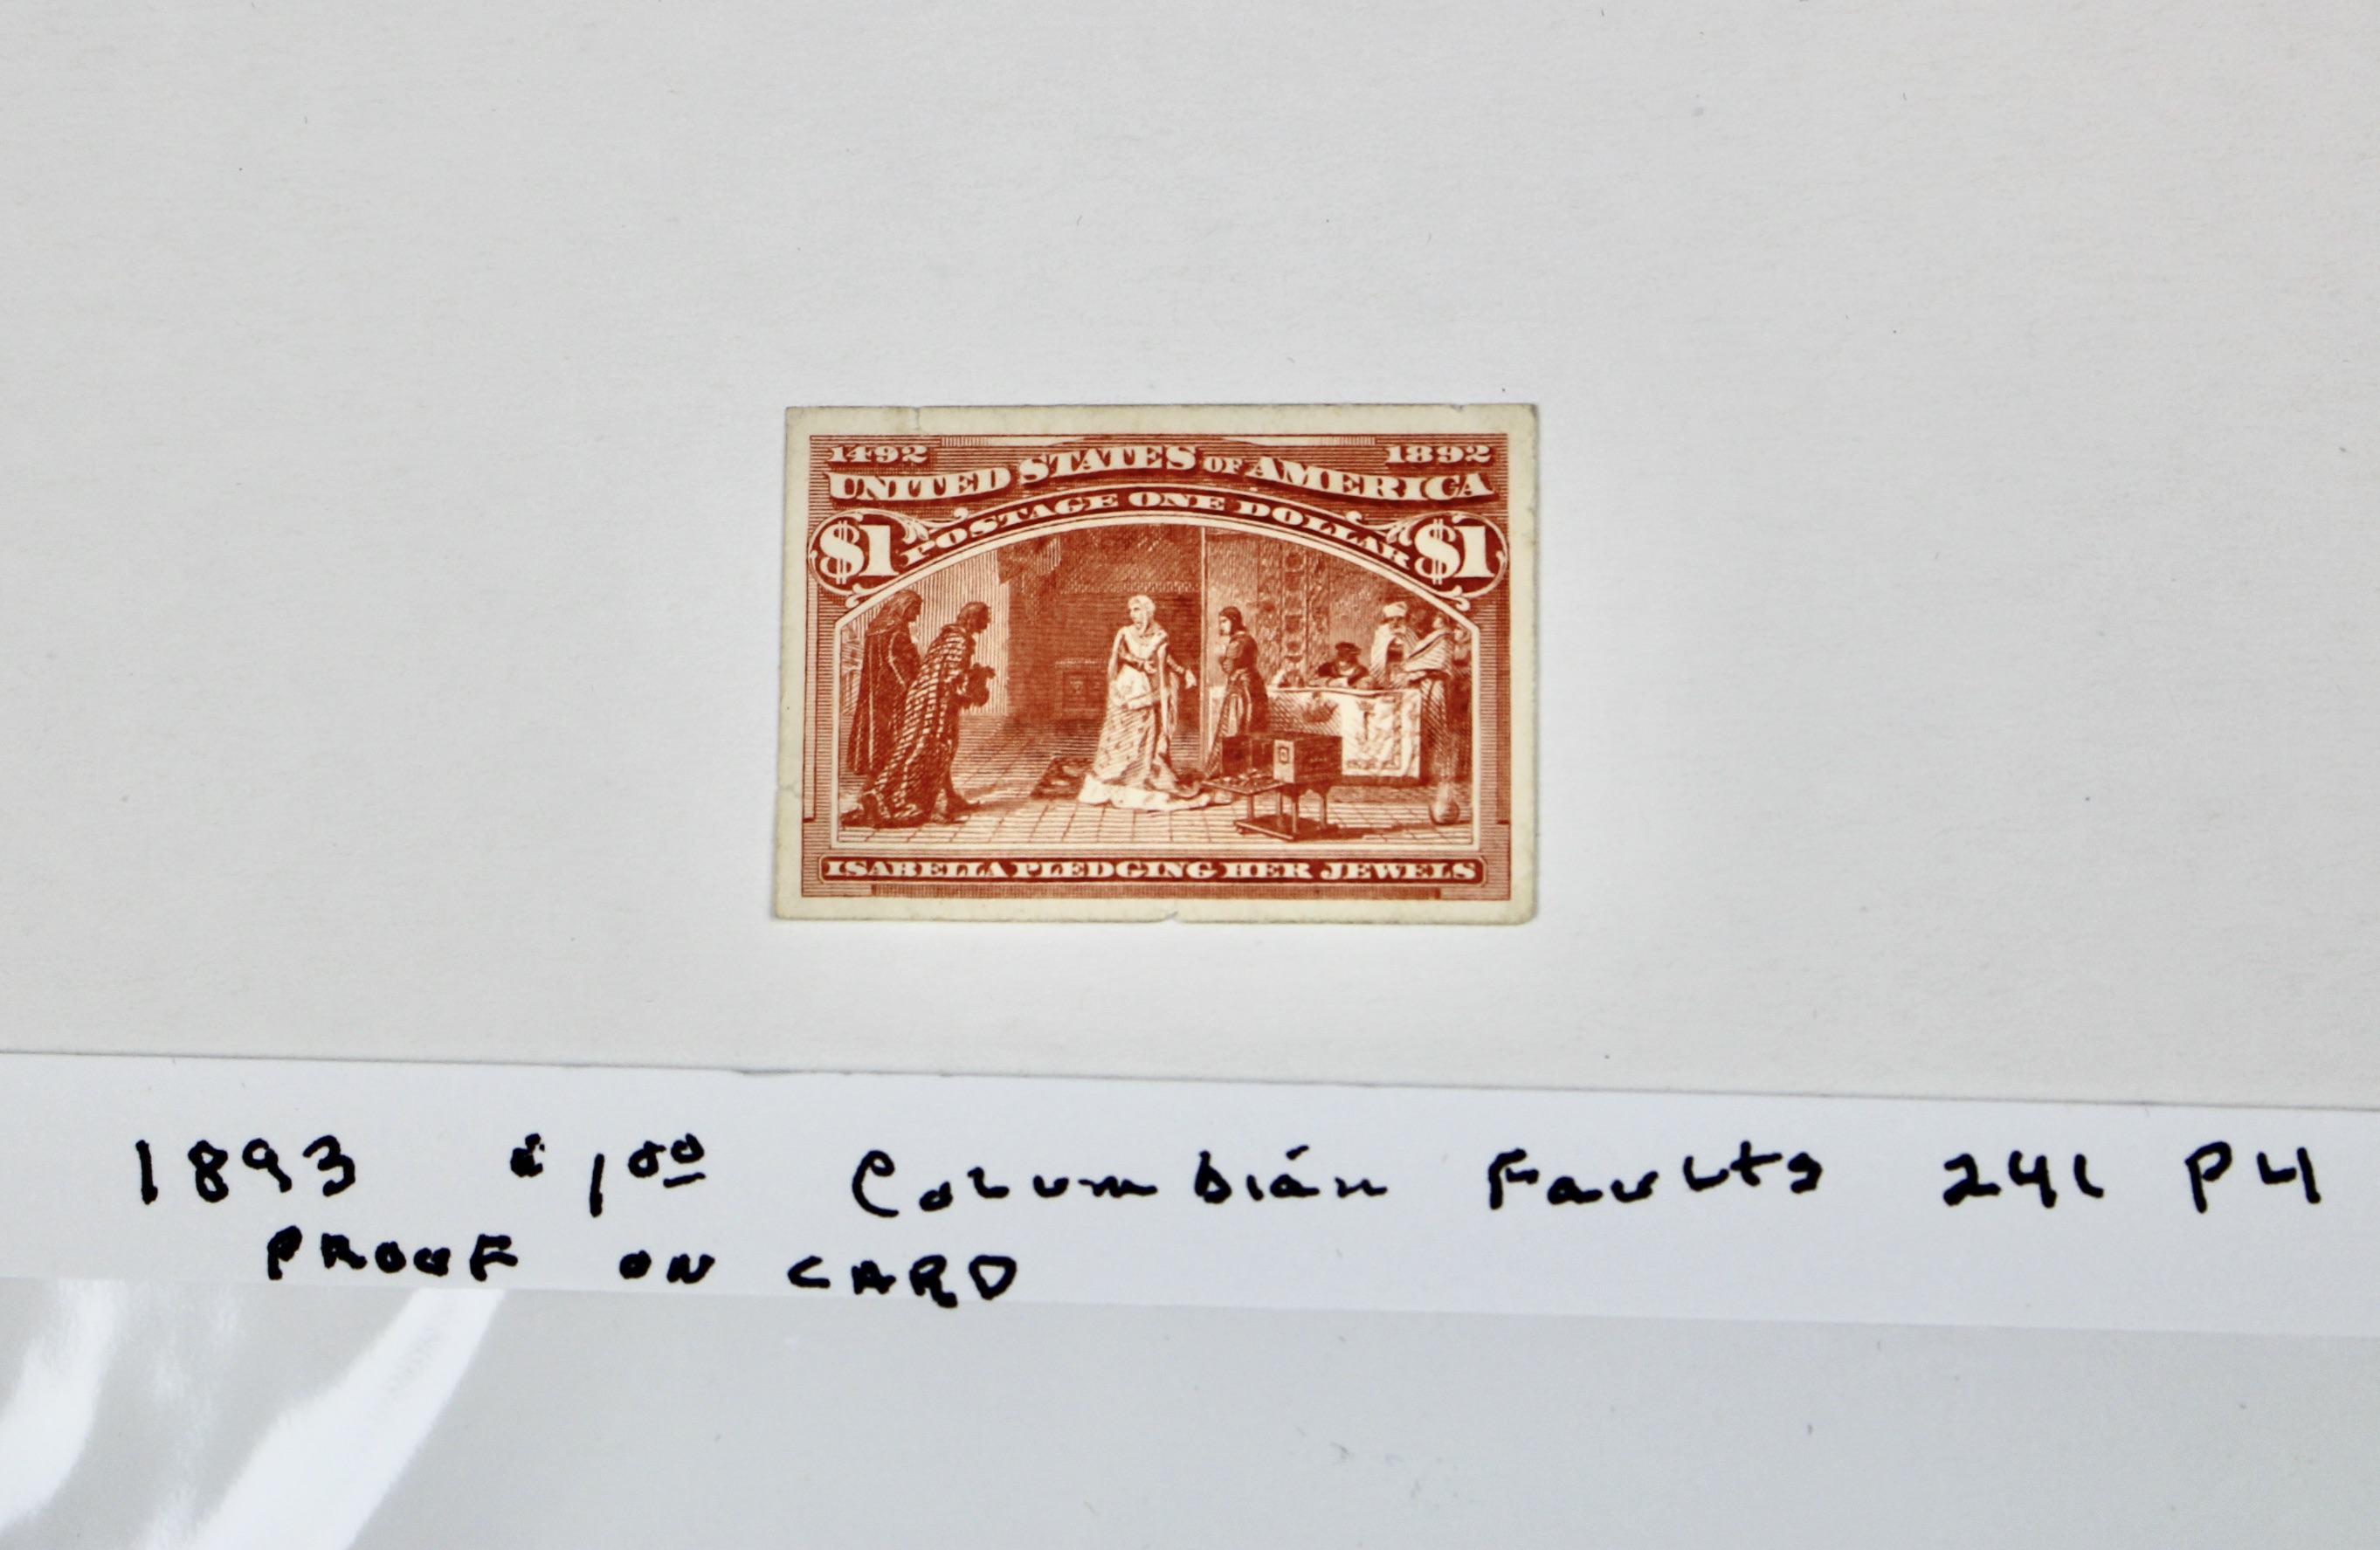 1492 1892
UNITED STATES OF AMERICA
$1 POSTAGE ONE DOLLAR $1
ISABELLA PLEDGING HER JEWELS
1893 $1.00 Columbian Faults 241 P4
PROOF ON CARD